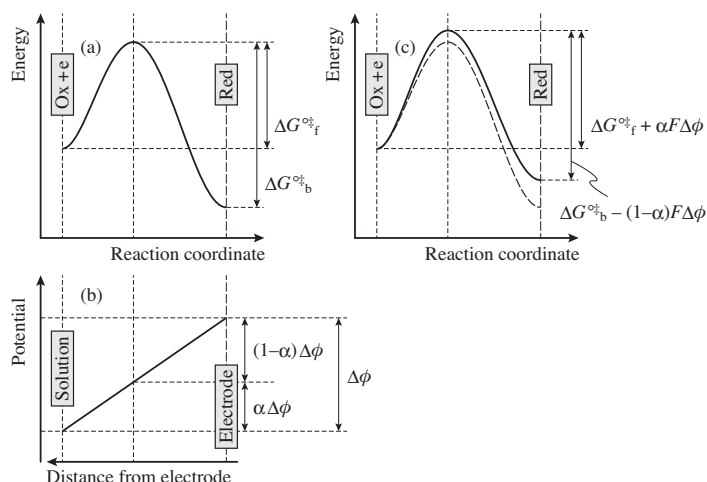 Energy
(a)
Ox + e
Red
ΔG°‡f
ΔG°‡b
Reaction coordinate
Energy
(c)
Ox + e
Red
ΔG°‡f + αFΔϕ
ΔG°‡b – (1–α)FΔϕ
Reaction coordinate
Potential
(b)
Solution
Electrode
(1–α)Δϕ
αΔϕ
Δϕ
Distance from electrode